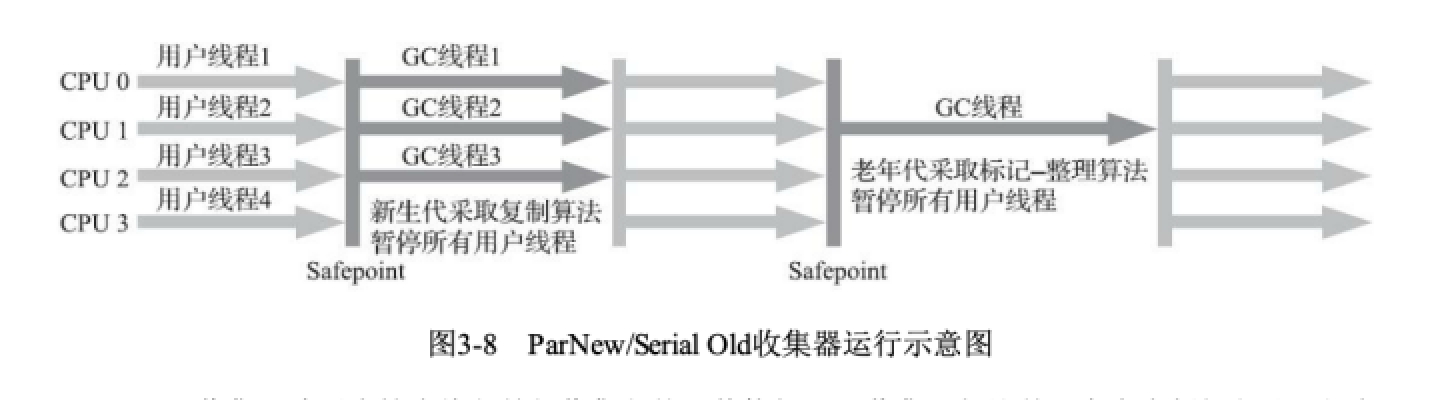 用户线程1 GC线程1
CPU 0
用户线程2 GC线程2 GC线程
CPU 1
用户线程3 GC线程3
CPU 2
老年代采取标记–整理算法
暂停所有用户线程
用户线程4
CPU 3
新生代采取复制算法
暂停所有用户线程
Safepoint Safepoint
图3-8 ParNew/Serial Old收集器运行示意图